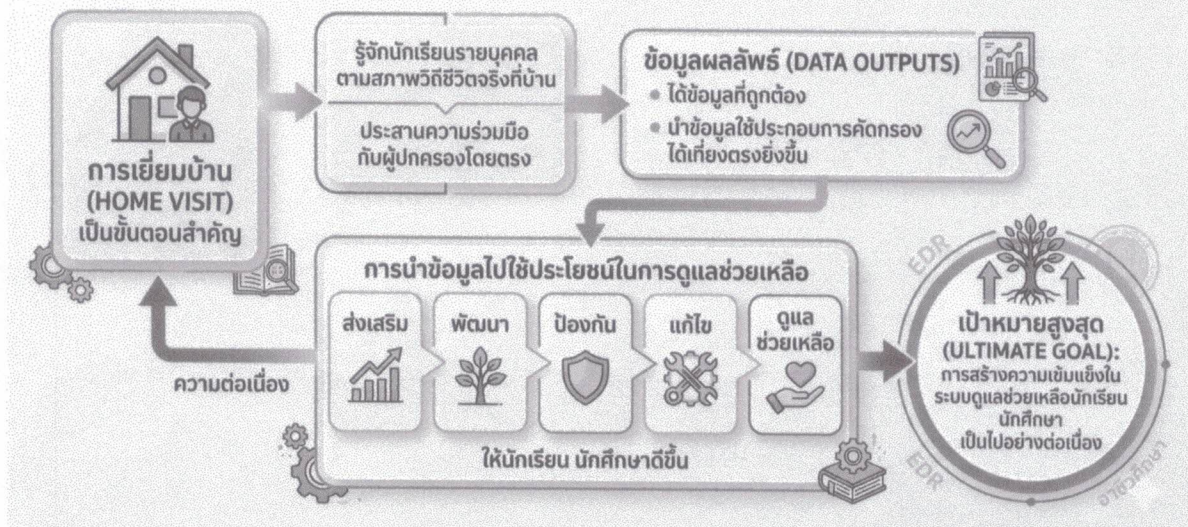 การเยี่ยมบ้าน
(HOME VISIT)
เป็นขั้นตอนสำคัญ
รู้จักนักเรียนรายบุคคล
ตามสภาพวิถีชีวิตจริงที่บ้าน
ประสานความร่วมมือ
กับผู้ปกครองโดยตรง
ข้อมูลผลลัพธ์ (DATA OUTPUTS)
• ได้ข้อมูลที่ถูกต้อง
• นำข้อมูลใช้ประกอบการคัดกรอง
ได้เที่ยงตรงยิ่งขึ้น
การนำข้อมูลไปใช้ประโยชน์ในการดูแลช่วยเหลือ
ส่งเสริม
พัฒนา
ป้องกัน
แก้ไข
ดูแล
ช่วยเหลือ
ให้นักเรียน นักศึกษาดีขึ้น
ความต่อเนื่อง
EDR
เป้าหมายสูงสุด
(ULTIMATE GOAL):
การสร้างความเข้มแข็งใน
ระบบดูแลช่วยเหลือนักเรียน
นักศึกษา
เป็นไปอย่างต่อเนื่อง
EDR
อาชีวศึกษา